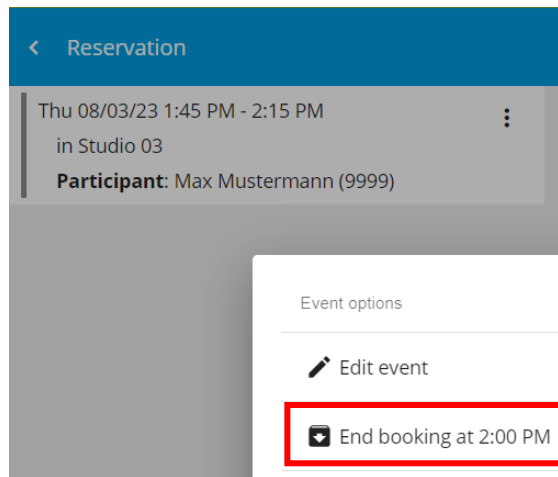 Reservation
Thu 08/03/23 1:45 PM - 2:15 PM
in Studio 03
Participant: Max Mustermann (9999)
Event options
Edit event
End booking at 2:00 PM